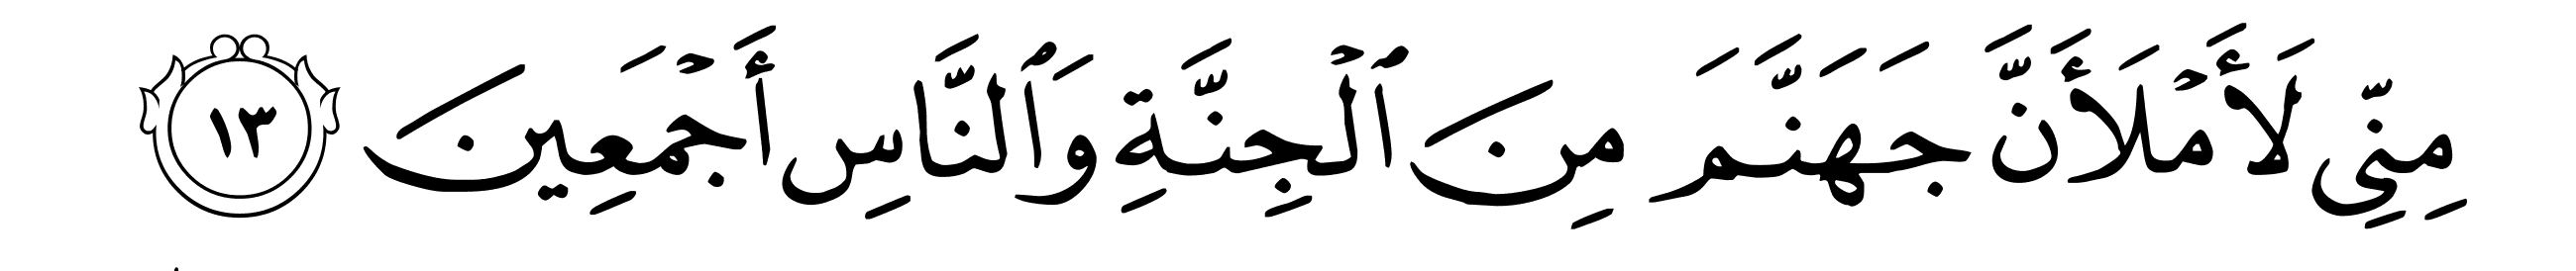 مِنِّي لَأَمْلَأَنَّ جَهَنَّمَ مِنَ ٱلْجِنَّةِ وَٱلنَّاسِ أَجْمَعِينَ ١٣